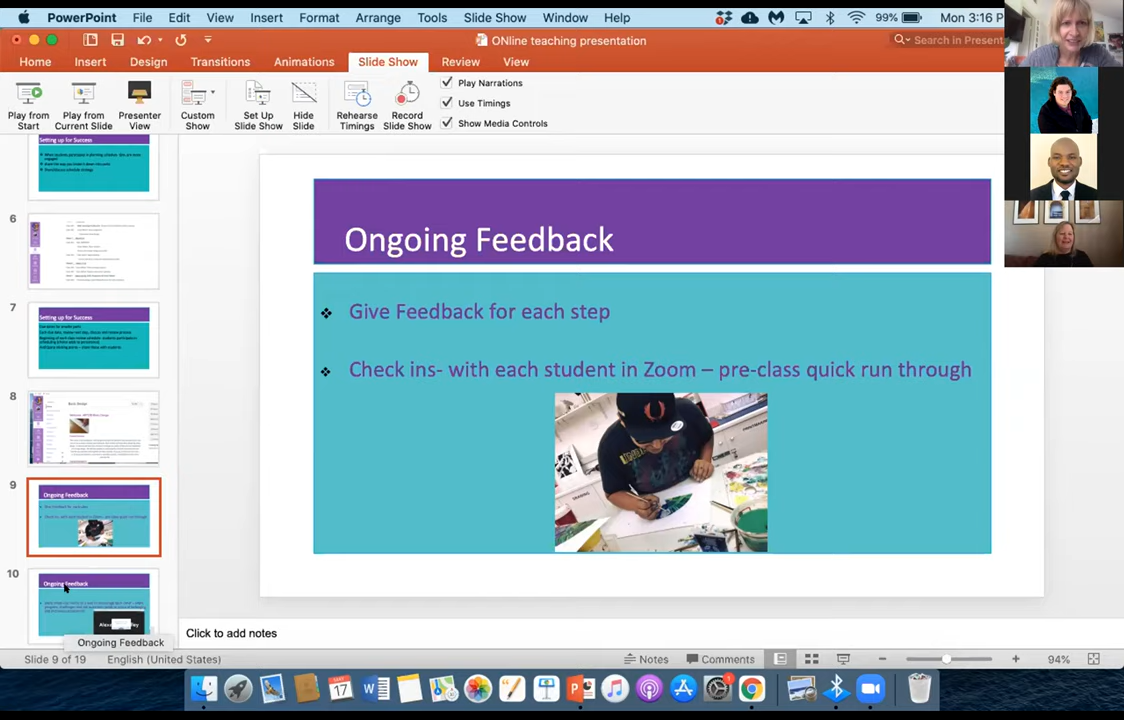 PowerPoint File Edit View Insert Format Arrange Tools Slide Show Window Help 99% Mon 3:16 P
ONline teaching presentation
Search in Present
Home Insert Design Transitions Animations Slide Show Review View
Play from Start
Play from Current Slide
Presenter View
Custom Show
Set Up Slide Show
Hide Slide
Rehearse Timings
Record Slide Show
Play Narrations
Use Timings
Show Media Controls
Setting up for Success
6
7
Setting up for Success
8
9
Ongoing Feedback
10
Ongoing Feedback
Ongoing Feedback
Ongoing Feedback
❖ Give Feedback for each step
❖ Check ins- with each student in Zoom – pre-class quick run through
Click to add notes
Slide 9 of 19 English (United States) Notes Comments 94%
17